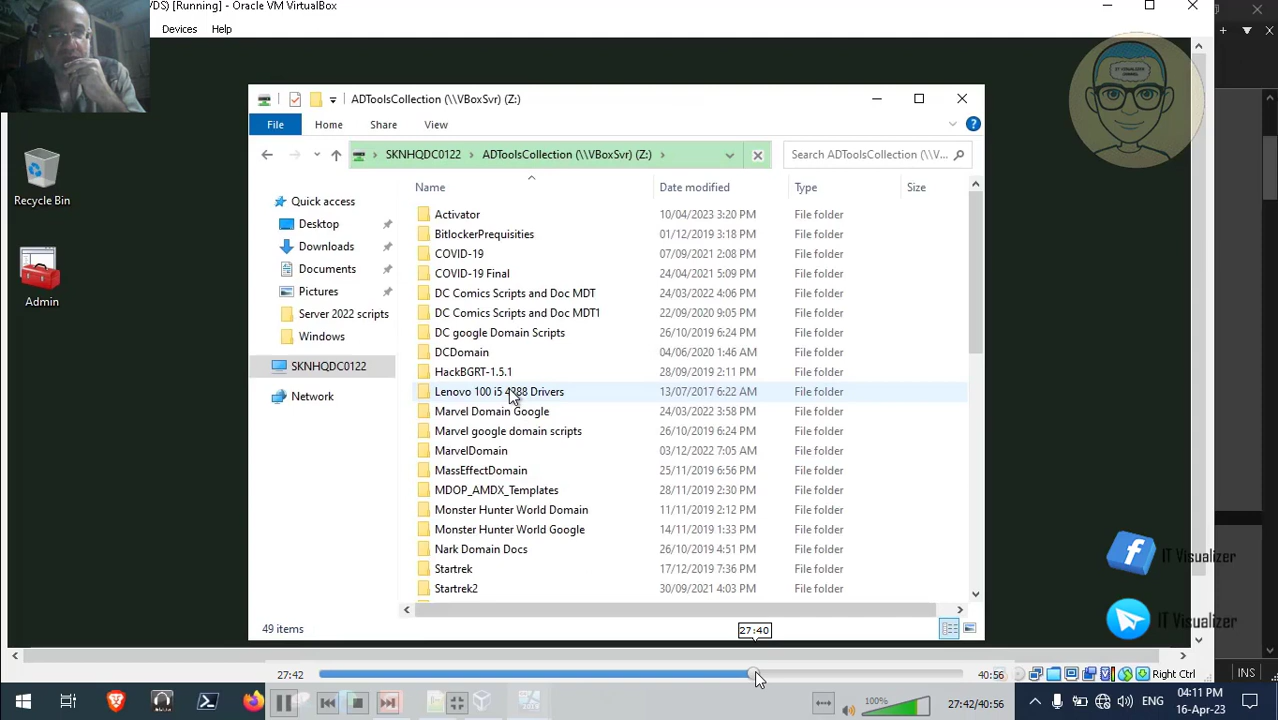 VDS) [Running] - Oracle VM VirtualBox
Devices Help
IT VISUALIZER
CHANNEL
ADToolsCollection (\\VBoxSvr) (Z:)
File Home Share View
SKNHQDC0122 ADToolsCollection (\\VBoxSvr) (Z:) Search ADToolsCollection (\\V...
Name Date modified Type Size
Recycle Bin
Admin
Quick access
Desktop
Downloads
Documents
Pictures
Server 2022 scripts
Windows
SKNHQDC0122
Network
Activator 10/04/2023 3:20 PM File folder
BitlockerPrequisities 01/12/2019 3:18 PM File folder
COVID-19 07/09/2021 2:08 PM File folder
COVID-19 Final 24/04/2021 5:09 PM File folder
DC Comics Scripts and Doc MDT 24/03/2022 4:06 PM File folder
DC Comics Scripts and Doc MDT1 22/09/2020 9:05 PM File folder
DC google Domain Scripts 26/10/2019 6:24 PM File folder
DCDomain 04/06/2020 1:46 AM File folder
HackBGRT-1.5.1 28/09/2019 2:11 PM File folder
Lenovo 100 i5 4288 Drivers 13/07/2017 6:22 AM File folder
Marvel Domain Google 24/03/2022 3:58 PM File folder
Marvel google domain scripts 26/10/2019 6:24 PM File folder
MarvelDomain 03/12/2022 7:05 AM File folder
MassEffectDomain 25/11/2019 6:56 PM File folder
MDOP_AMDX_Templates 28/11/2019 2:30 PM File folder
Monster Hunter World Domain 11/11/2019 2:12 PM File folder
Monster Hunter World Google 14/11/2019 1:33 PM File folder
Nark Domain Docs 26/10/2019 4:51 PM File folder
Startrek 17/12/2019 7:36 PM File folder
Startrek2 30/09/2021 4:03 PM File folder
49 items
IT Visualizer
IT Visualizer
27:40
27:42 40:56
Right Ctrl
INS
100%
27:42/40:56
ENG
04:11 PM
16-Apr-23